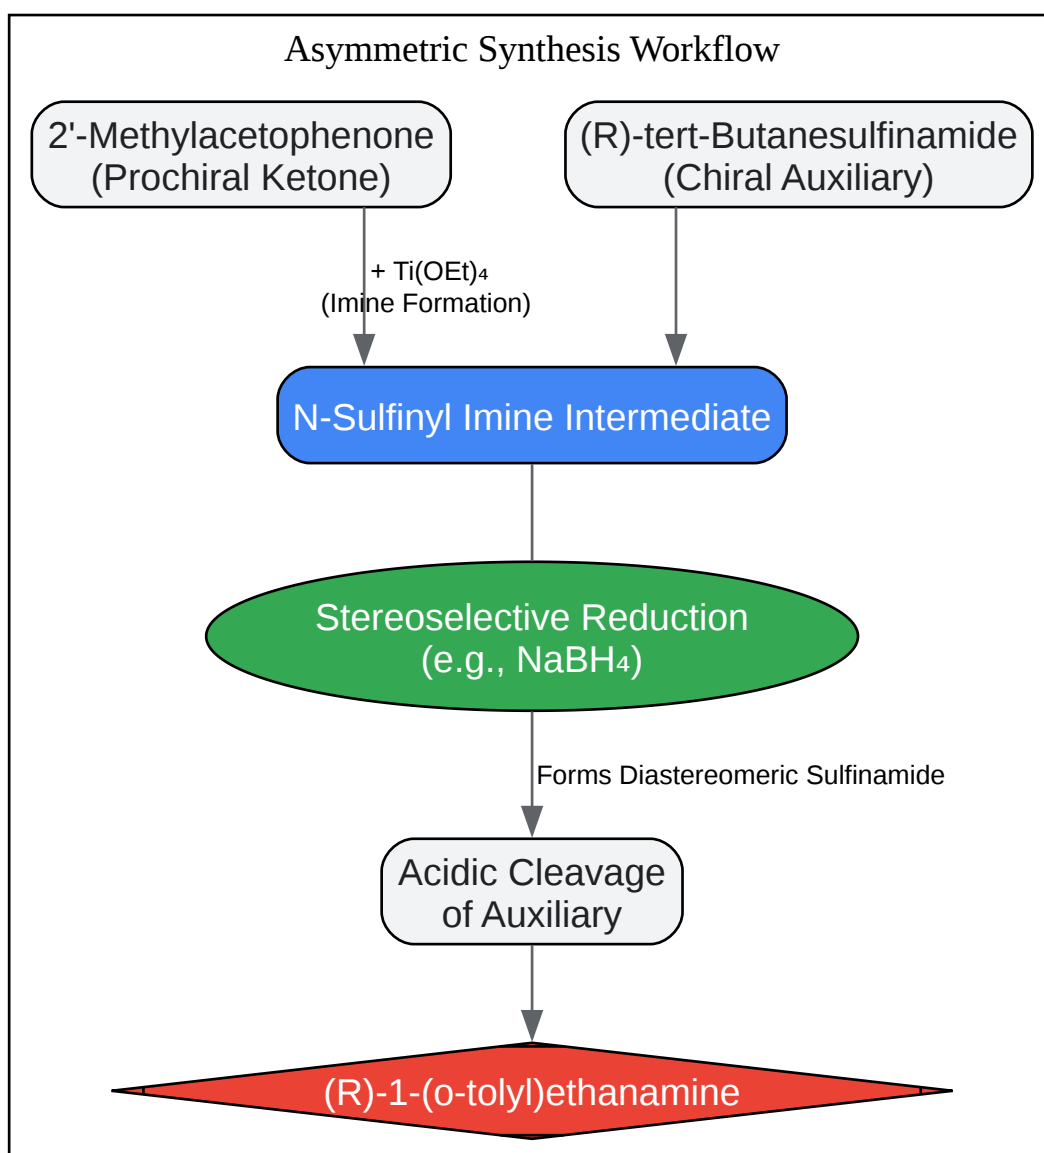 Asymmetric Synthesis Workflow
2'-Methylacetophenone
(Prochiral Ketone)
(R)-tert-Butanesulfinamide
(Chiral Auxiliary)
+ Ti(OEt)₄
(Imine Formation)
N-Sulfinyl Imine Intermediate
Stereoselective Reduction
(e.g., NaBH₄)
Forms Diastereomeric Sulfinamide
Acidic Cleavage
of Auxiliary
(R)-1-(o-tolyl)ethanamine